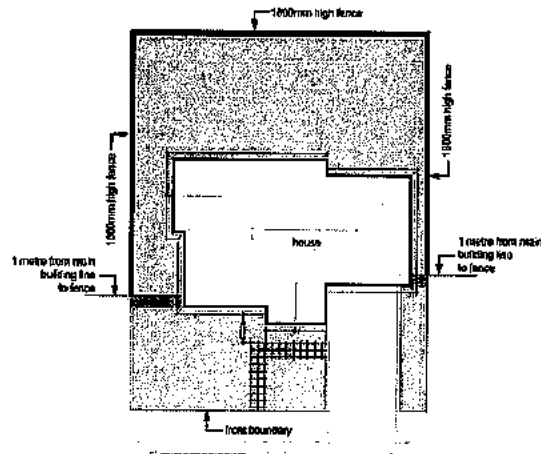 1800mm high fence
1800mm high fence
1800mm high fence
house
1 metre from main
building line
to fence
1 metre from main
building line
to fence
front boundary